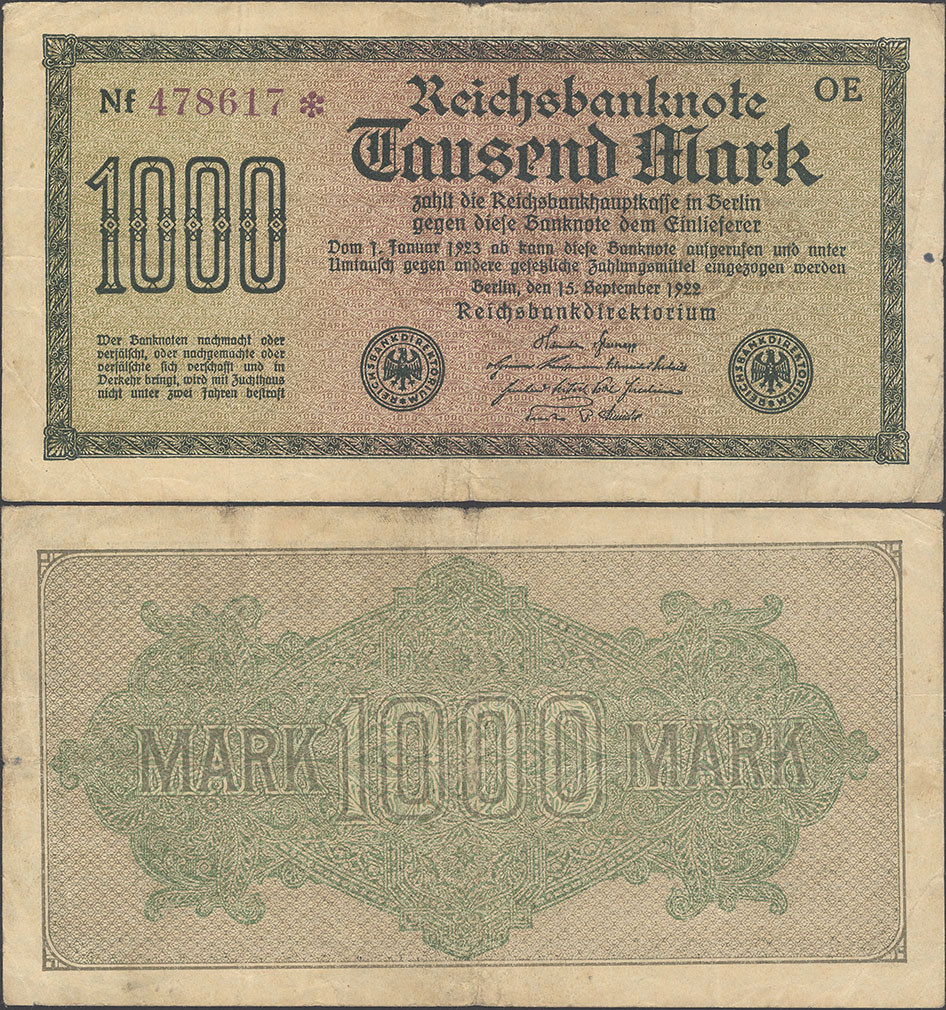 Nf 478617 *
OE
Reichsbanknote
Tausend Mark
zahlt die Reichsbankhauptkasse in Berlin
gegen diese Banknote dem Einlieferer
Vom 1. Januar 1923 ab kann diese Banknote aufgerufen und unter
Umtausch gegen andere gesetzliche Zahlungsmittel eingezogen werden
Berlin, den 15. September 1922
Reichsbankdirektorium
1000
Wer Banknoten nachmacht oder
verfälscht, oder nachgemachte oder
verfälschte sich verschafft und in
Verkehr bringt, wird mit Zuchthaus
nicht unter zwei Jahren bestraft
REICHSBANKDIREKTORIUM
REICHSBANKDIREKTORIUM
MARK 1000 MARK